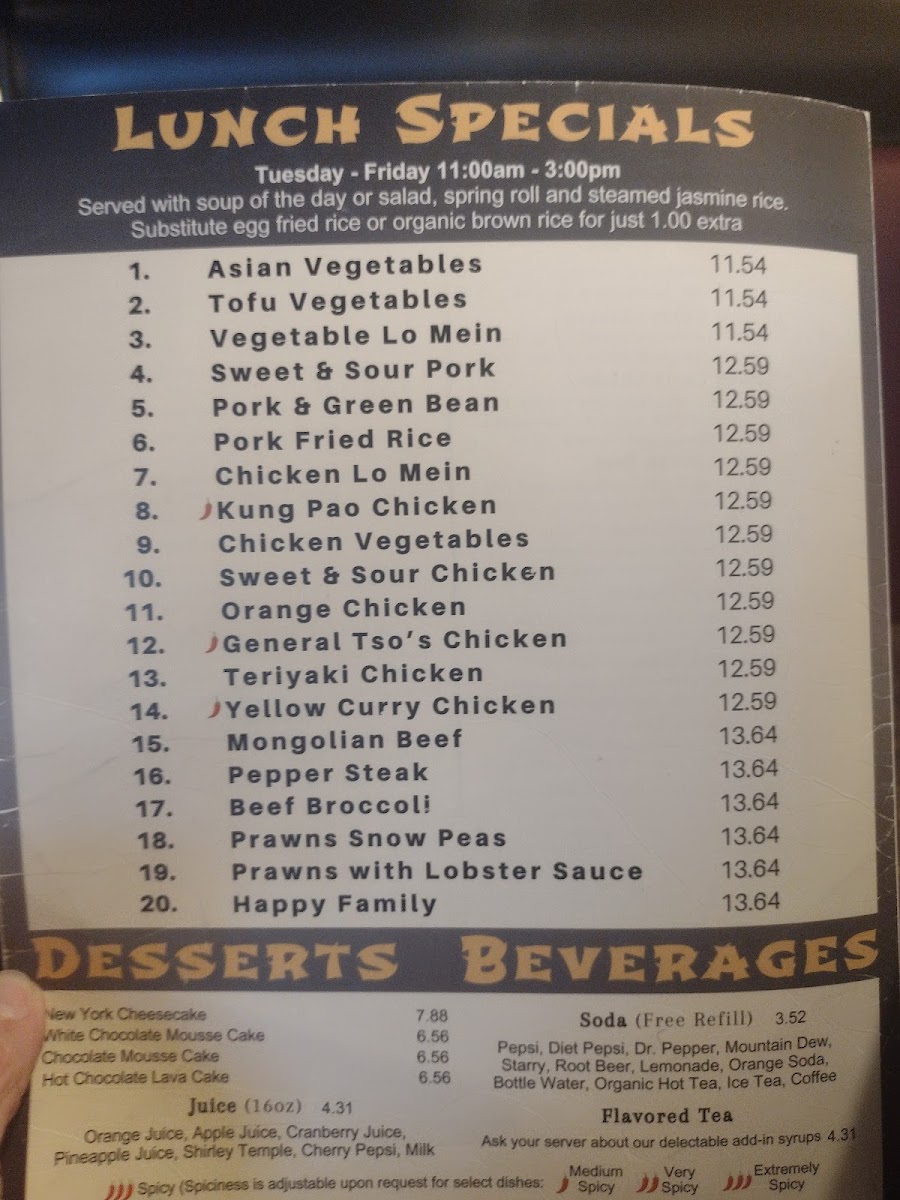 Lunch Specials
Tuesday - Friday 11:00am - 3:00pm
Served with soup of the day or salad, spring roll and steamed jasmine rice.
Substitute egg fried rice or organic brown rice for just 1.00 extra
1. Asian Vegetables 11.54
2. Tofu Vegetables 11.54
3. Vegetable Lo Mein 11.54
4. Sweet & Sour Pork 12.59
5. Pork & Green Bean 12.59
6. Pork Fried Rice 12.59
7. Chicken Lo Mein 12.59
8. Kung Pao Chicken 12.59
9. Chicken Vegetables 12.59
10. Sweet & Sour Chicken 12.59
11. Orange Chicken 12.59
12. General Tso's Chicken 12.59
13. Teriyaki Chicken 12.59
14. Yellow Curry Chicken 12.59
15. Mongolian Beef 13.64
16. Pepper Steak 13.64
17. Beef Broccoli 13.64
18. Prawns Snow Peas 13.64
19. Prawns with Lobster Sauce 13.64
20. Happy Family 13.64
Desserts
New York Cheesecake 7.88
White Chocolate Mousse Cake 6.56
Chocolate Mousse Cake 6.56
Hot Chocolate Lava Cake 6.56
Juice (16oz) 4.31
Orange Juice, Apple Juice, Cranberry Juice,
Pineapple Juice, Shirley Temple, Cherry Pepsi, Milk
Beverages
Soda (Free Refill) 3.52
Pepsi, Diet Pepsi, Dr. Pepper, Mountain Dew,
Starry, Root Beer, Lemonade, Orange Soda,
Bottle Water, Organic Hot Tea, Ice Tea, Coffee
Flavored Tea
Ask your server about our delectable add-in syrups 4.31
Spicy (Spiciness is adjustable upon request for select dishes:
Medium
Spicy
Very
Spicy
Extremely
Spicy